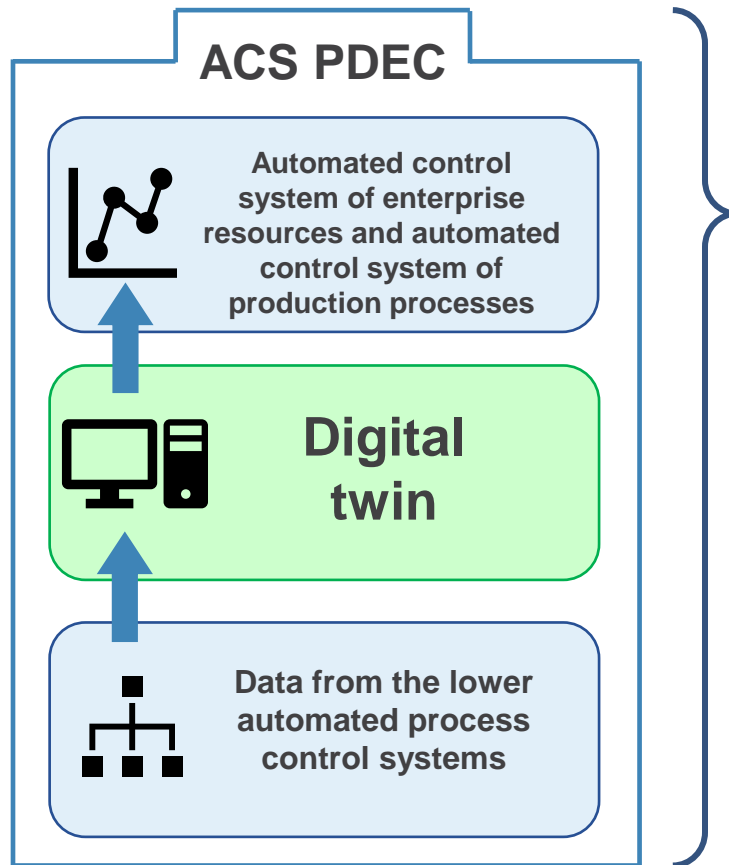 ACS PDEC
Automated control
system of enterprise
resources and automated
control system of
production processes
Digital
twin
Data from the lower
automated process
control systems